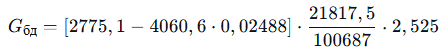 G_бд = [2775,1 − 4060,6 · 0,02488] · 21817,5/100687 · 2,525